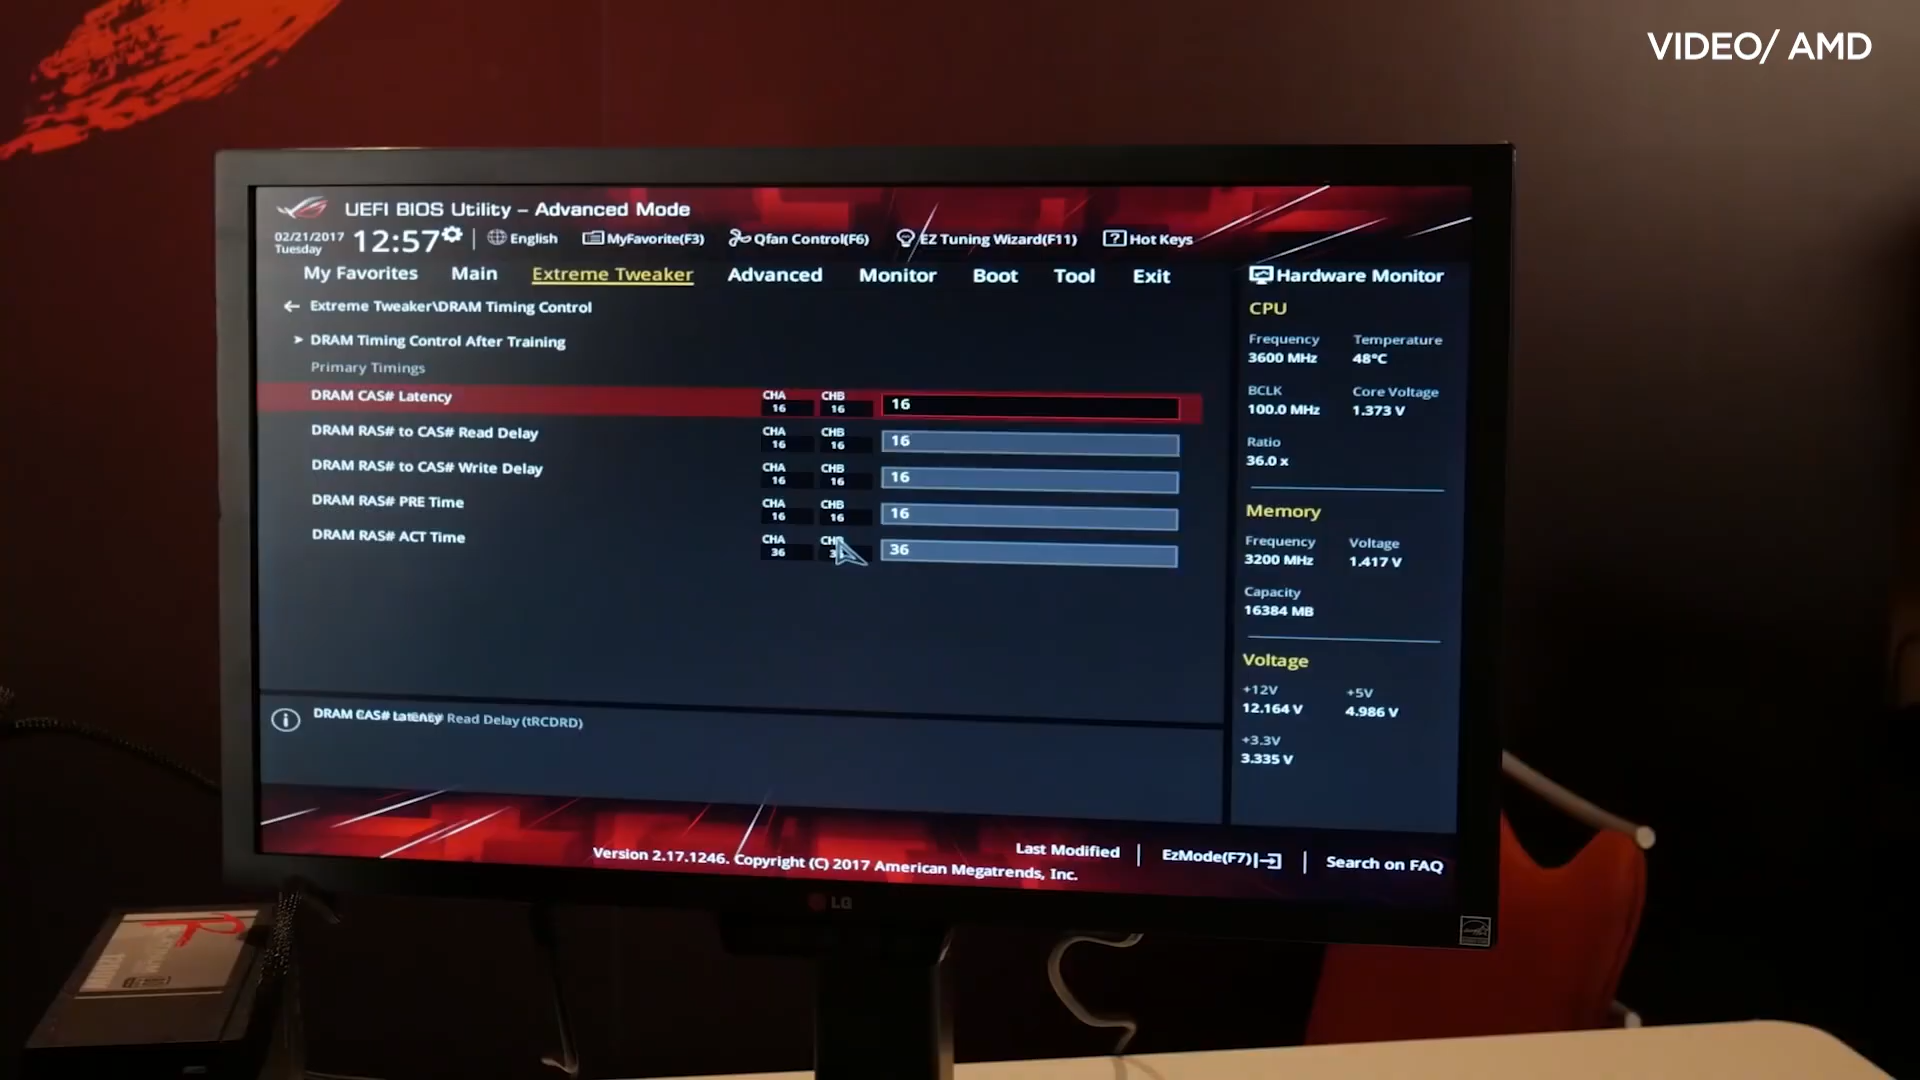 VIDEO/ AMD
UEFI BIOS Utility – Advanced Mode
02/21/2017
Tuesday
12:57
English
MyFavorite(F3)
Qfan Control(F6)
EZ Tuning Wizard(F11)
? Hot Keys
My Favorites Main Extreme Tweaker Advanced Monitor Boot Tool Exit
← Extreme Tweaker\DRAM Timing Control
> DRAM Timing Control After Training
Primary Timings
DRAM CAS# Latency CHA CHB 16
16 16
DRAM RAS# to CAS# Read Delay CHA CHB 16
16 16
DRAM RAS# to CAS# Write Delay CHA CHB 16
16 16
DRAM RAS# PRE Time CHA CHB 16
16 16
DRAM RAS# ACT Time CHA 36
36
DRAM CAS# Latency Read Delay (tRCDRD)
Hardware Monitor
CPU
Frequency Temperature
3600 MHz 48°C
BCLK Core Voltage
100.0 MHz 1.373 V
Ratio
36.0 x
Memory
Frequency Voltage
3200 MHz 1.417 V
Capacity
16384 MB
Voltage
+12V +5V
12.164 V 4.986 V
+3.3V
3.335 V
Last Modified | EzMode(F7) | Search on FAQ
Version 2.17.1246. Copyright (C) 2017 American Megatrends, Inc.
LG